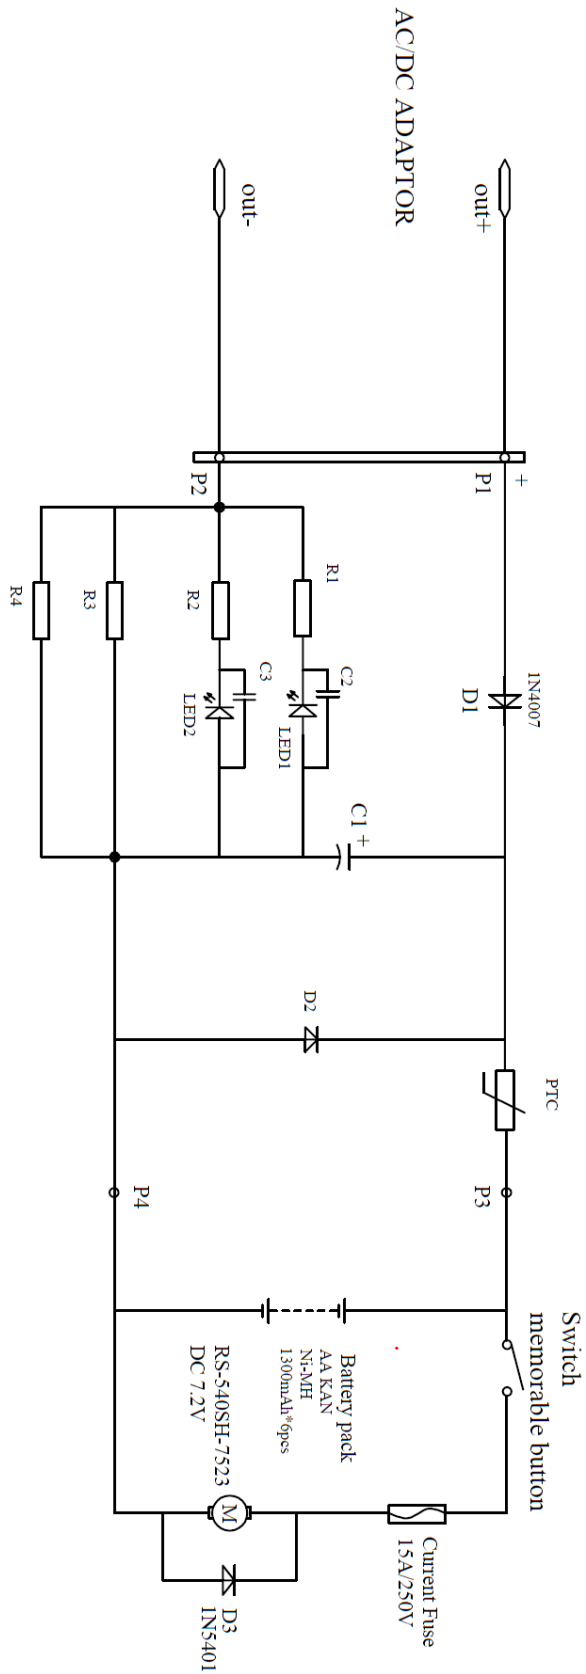 AC/DC ADAPTOR
out+
out-
+
P1
P2
1N4007
D1
R1
R2
R3
R4
C2
C3
LED1
LED2
C1 +
D2
PTC
P3
P4
Switch
memorable button
Battery pack
AA KAN
Ni-MH
1300mAh*6pcs
RS-540SH-7523
DC 7.2V
M
Current Fuse
15A/250V
D3
1N5401